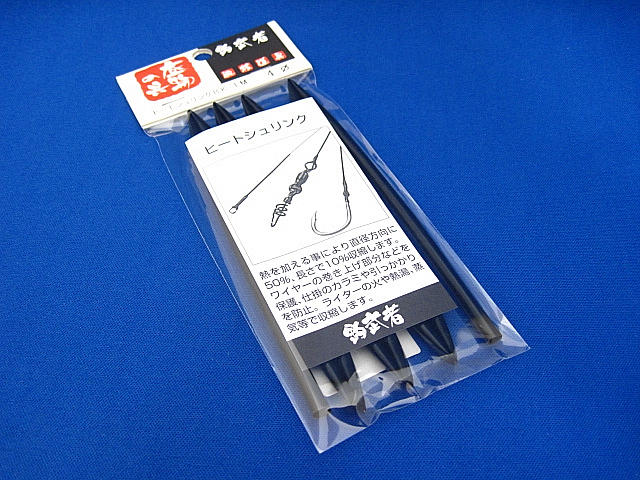 釣武者
ヒートシュリンク
熱を加える事により直径方向に
50%、長さで10%収縮します。
ワイヤーの巻き上げ部分などを
保護、仕掛のカラミや引っかかり
を防止。ライターの火や熱湯、蒸
気等で収縮します。
釣武者